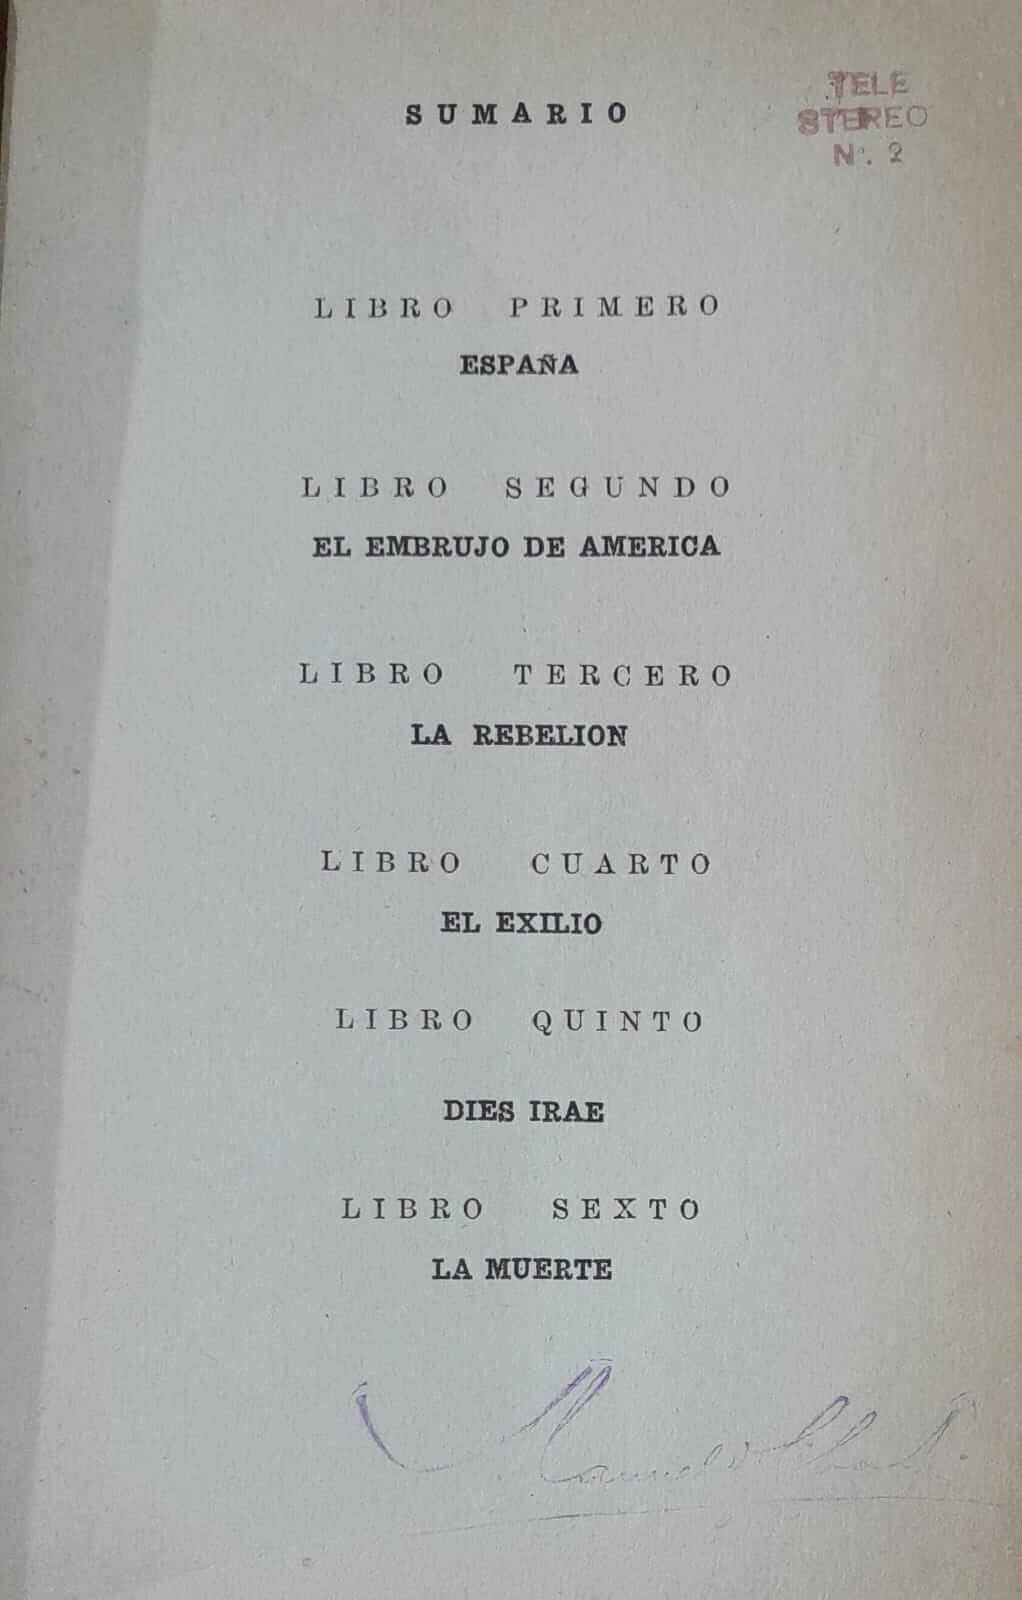 SUMARIO
TELE
STEREO
Nº. 2
LIBRO PRIMERO
ESPAÑA
LIBRO SEGUNDO
EL EMBRUJO DE AMERICA
LIBRO TERCERO
LA REBELION
LIBRO CUARTO
EL EXILIO
LIBRO QUINTO
DIES IRAE
LIBRO SEXTO
LA MUERTE